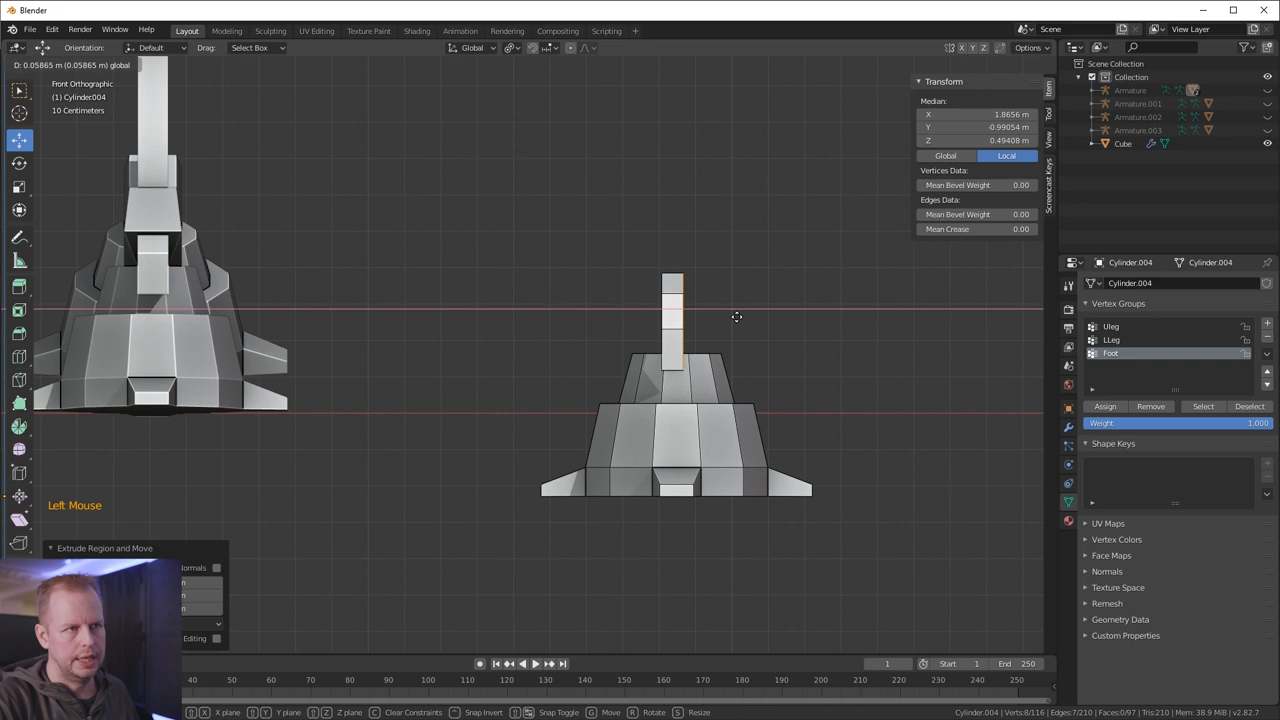 Blender
File Edit Render Window Help Layout Modeling Sculpting UV Editing Texture Paint Shading Animation Rendering Compositing Scripting Scene View Layer
Orientation: Default Drag: Select Box Global X Y Z Options
D: 0.05865 m (0.05865 m) global
Front Orthographic
(1) Cylinder.004
10 Centimeters
Transform
Median:
X 1.8656 m
Y -0.99054 m
Z 0.49408 m
Global Local
Vertices Data:
Mean Bevel Weight 0.00
Edges Data:
Mean Bevel Weight 0.00
Mean Crease 0.00
Item
Tool
View
Screencast Keys
Scene Collection
Collection
Armature
Armature.001
Armature.002
Armature.003
Cube
Cylinder.004 Cylinder.004
Cylinder.004
Vertex Groups
Uleg
LLeg
Foot
Assign Remove Select Deselect
Weight 1.000
Shape Keys
UV Maps
Vertex Colors
Face Maps
Normals
Texture Space
Remesh
Geometry Data
Custom Properties
Left Mouse
Extrude Region and Move
Normals
Editing
1 Start 1 End 250
40 50 60 70 80 90 100 110 120 130 140 150 160 170 180 190 200 210 220 230 240 250
X X plane Y Y plane Z Z plane C Clear Constraints Snap Invert Snap Toggle G Move R Rotate S Resize
Cylinder.004 | Verts:8/116 | Edges:7/210 | Faces:0/97 | Tris:210 | Mem: 38.9 MiB | v2.82.7